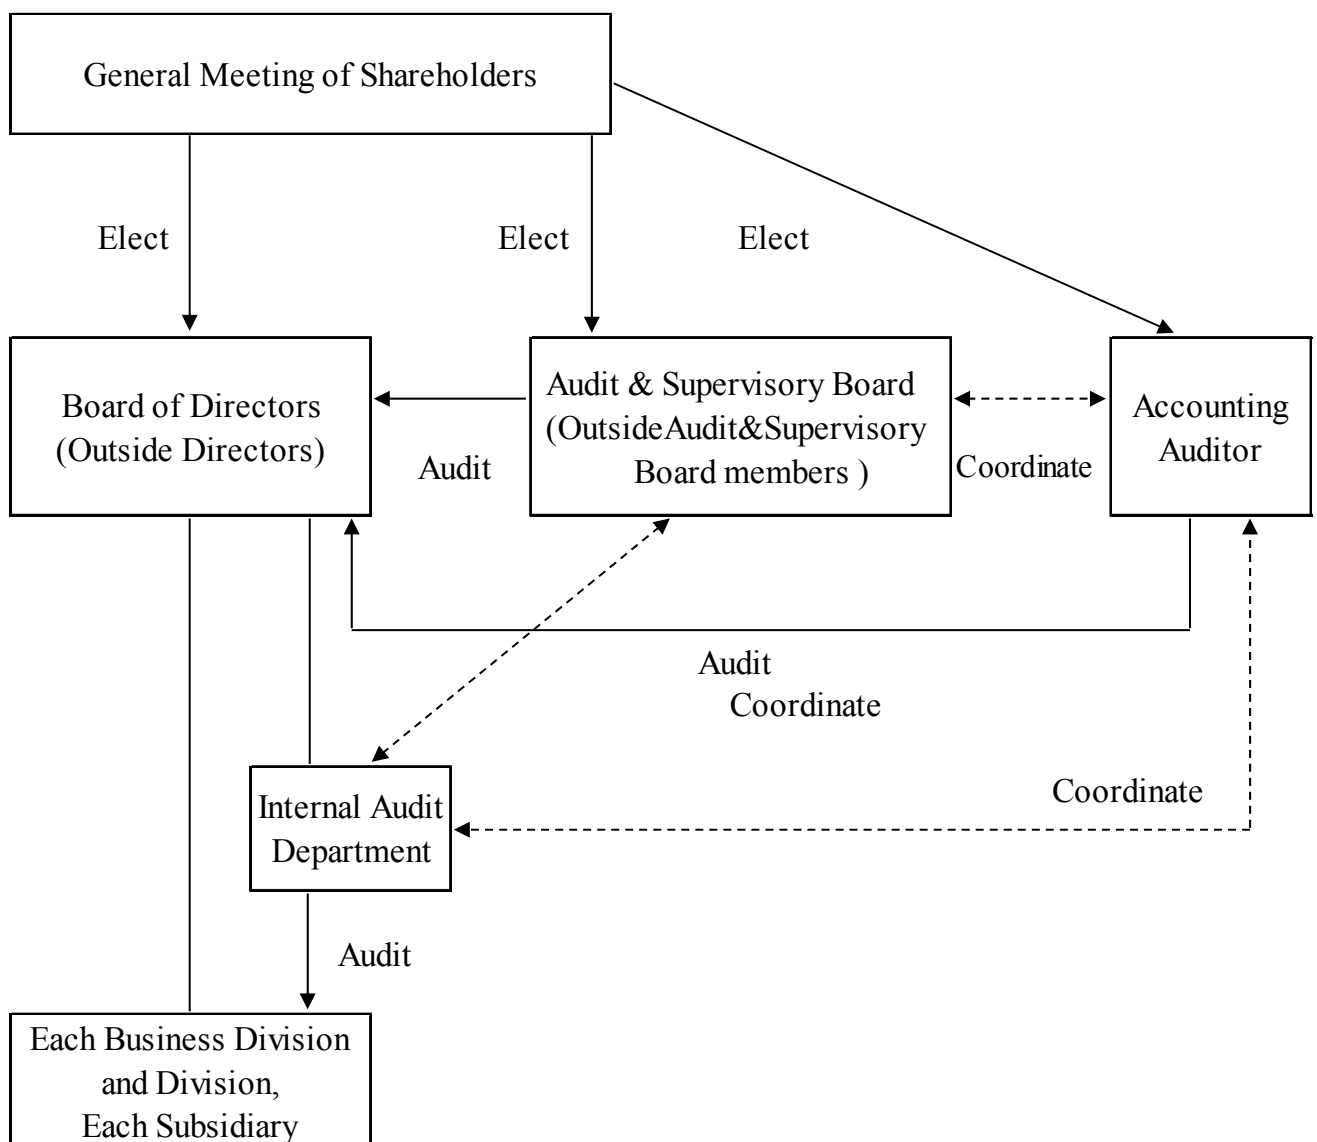 General Meeting of Shareholders
Elect
Elect
Elect
Board of Directors
(Outside Directors)
Audit
Audit & Supervisory Board
(OutsideAudit&Supervisory
Board members )
Coordinate
Accounting
Auditor
Audit
Coordinate
Coordinate
Internal Audit
Department
Audit
Each Business Division
and Division,
Each Subsidiary